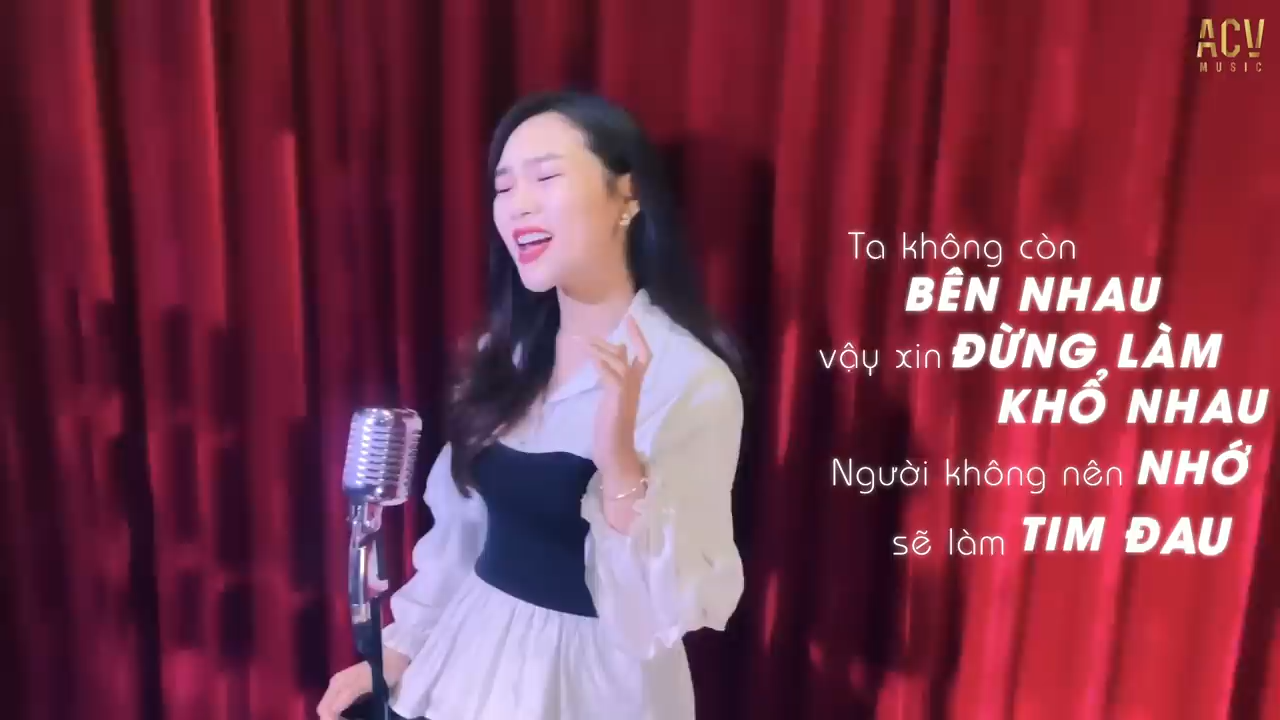 ACV
MUSIC
Ta không còn
BÊN NHAU
vậy xin ĐỪNG LÀM
KHỔ NHAU
Người không nên NHỚ
sẽ làm TIM ĐAU